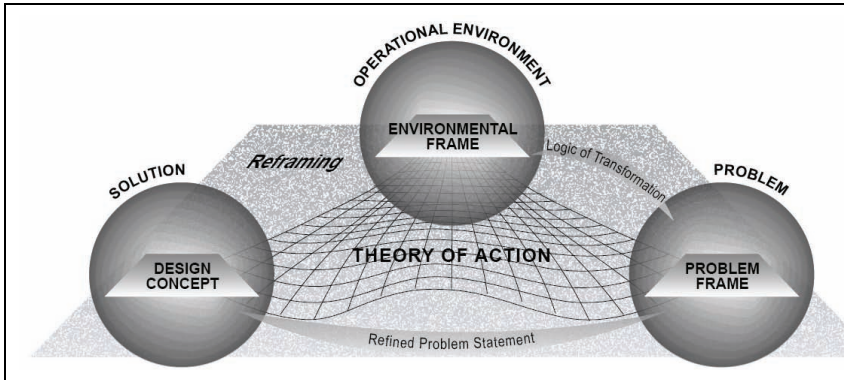 OPERATIONAL ENVIRONMENT
ENVIRONMENTAL
FRAME
Reframing
Logic of Transformation
SOLUTION
PROBLEM
THEORY OF ACTION
DESIGN
CONCEPT
PROBLEM
FRAME
Refined Problem Statement